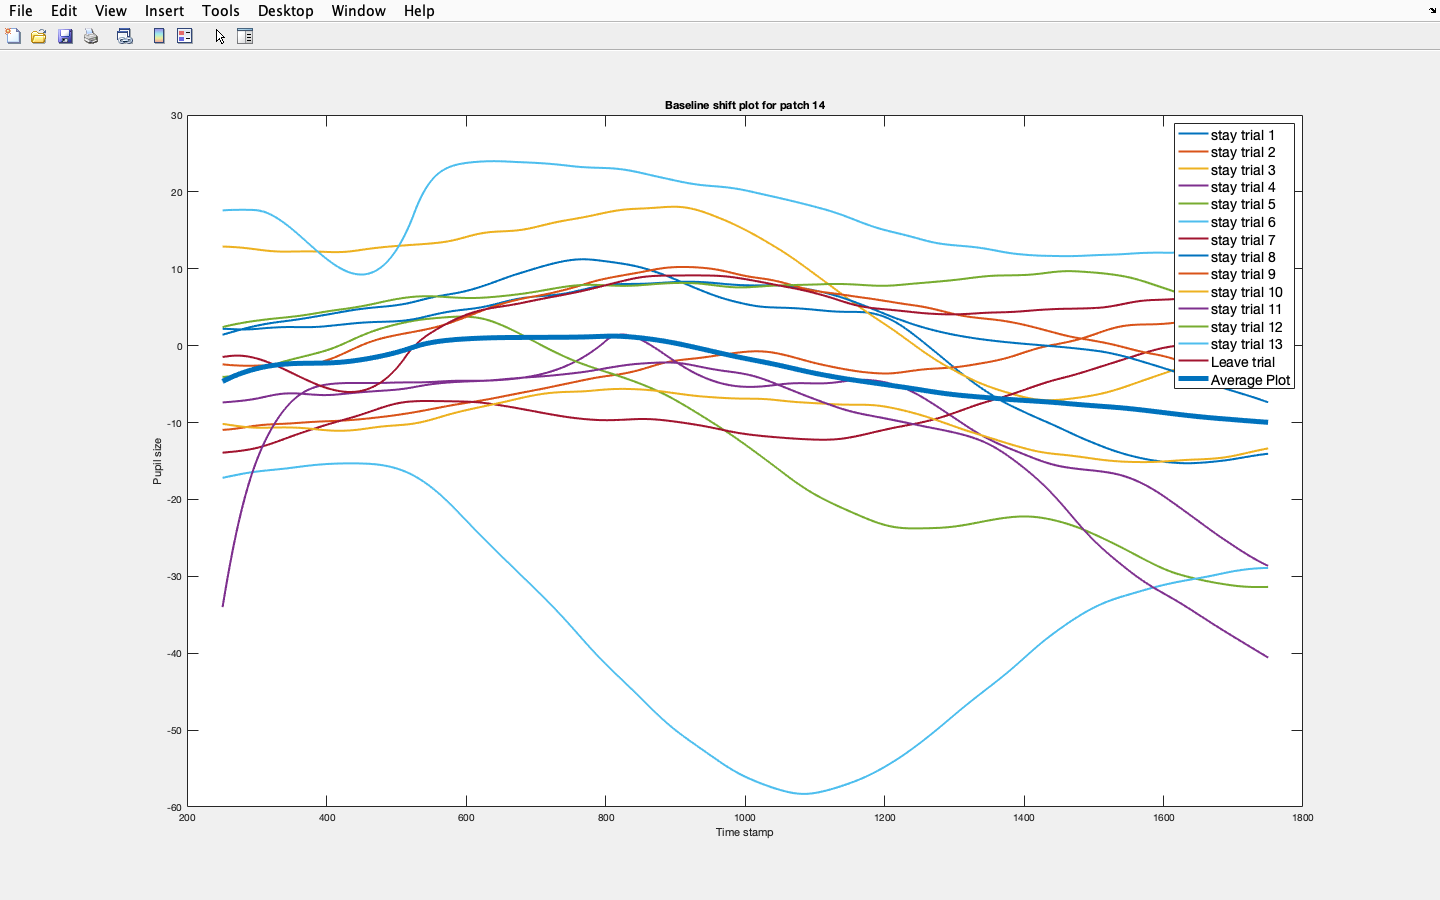 File Edit View Insert Tools Desktop Window Help
Baseline shift plot for patch 14
30
20
10
0
-10
-20
-30
-40
-50
-60
Pupil size
200 400 600 800 1000 1200 1400 1600 1800
Time stamp
stay trial 1
stay trial 2
stay trial 3
stay trial 4
stay trial 5
stay trial 6
stay trial 7
stay trial 8
stay trial 9
stay trial 10
stay trial 11
stay trial 12
stay trial 13
Leave trial
Average Plot